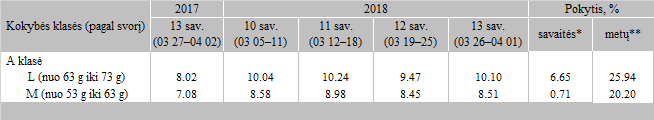 Kokybės klasės (pagal svorį) 2017 2018 Pokytis, %
13 sav. (03 27–04 02) 10 sav. (03 05–11) 11 sav. (03 12–18) 12 sav. (03 19–25) 13 sav. (03 26–04 01) savaitės* metų**
A klasė
L (nuo 63 g iki 73 g) 8.02 10.04 10.24 9.47 10.10 6.65 25.94
M (nuo 53 g iki 63 g) 7.08 8.58 8.98 8.45 8.51 0.71 20.20